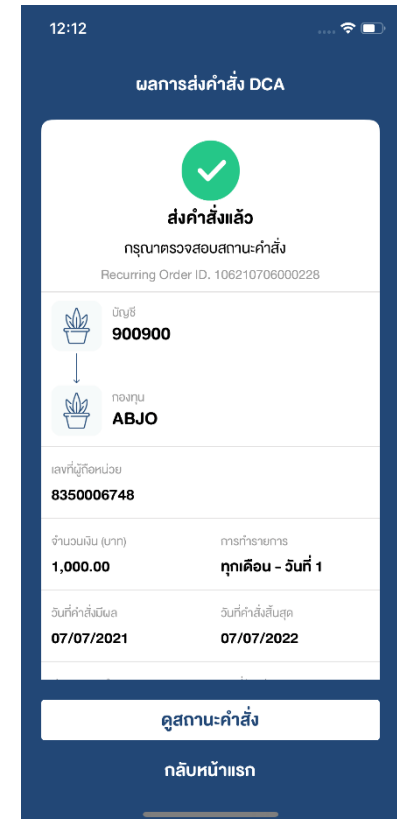 12:12
ผลการส่งคำสั่ง DCA
ส่งคำสั่งแล้ว
กรุณาตรวจสอบสถานะคำสั่ง
Recurring Order ID. 106210706000228
บัญชี
900900
กองทุน
ABJO
เลขที่ผู้ถือหน่วย
8350006748
จำนวนเงิน (บาท) การทำรายการ
1,000.00 ทุกเดือน - วันที่ 1
วันที่คำสั่งมีผล วันที่คำสั่งสิ้นสุด
07/07/2021 07/07/2022
ดูสถานะคำสั่ง
กลับหน้าแรก